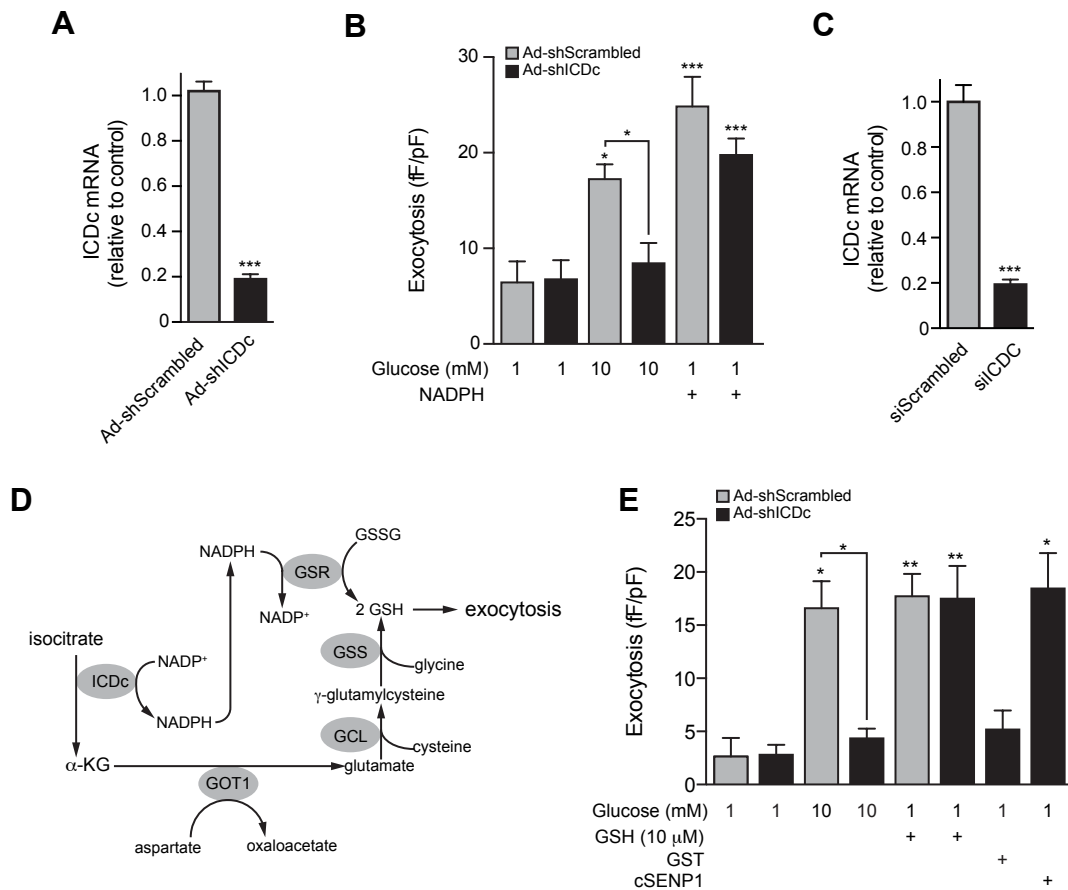 A
ICDc mRNA
(relative to control)
1.0
0.8
0.6
0.4
0.2
0
***
Ad-shScrambled
Ad-shICDc
B
Ad-shScrambled
Ad-shICDc
Exocytosis (fF/pF)
30
20
10
0
*
*
***
***
Glucose (mM) 1 1 10 10 1 1
NADPH + +
C
ICDc mRNA
(relative to control)
1.0
0.8
0.6
0.4
0.2
0
***
siScrambled
siICDC
D
GSSG
NADPH
GSR
NADP+
2 GSH
exocytosis
isocitrate
GSS
glycine
NADP+
ICDc
γ-glutamylcysteine
NADPH
GCL
cysteine
α-KG
glutamate
GOT1
aspartate
oxaloacetate
E
Ad-shScrambled
Ad-shICDc
Exocytosis (fF/pF)
25
20
15
10
5
0
*
*
**
**
*
Glucose (mM) 1 1 10 10 1 1 1 1
GSH (10 μM) + +
GST +
cSENP1 +